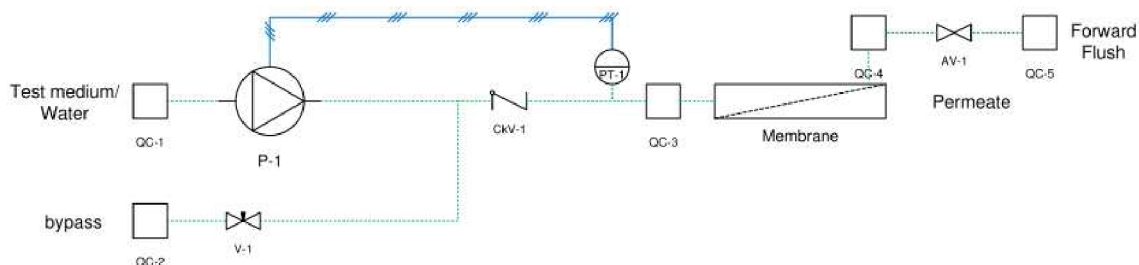 Test medium/
Water
QC-1
P-1
CkV-1
PT-1
QC-3
Membrane
QC-4
AV-1
QC-5
Forward
Flush
Permeate
bypass
QC-2
V-1